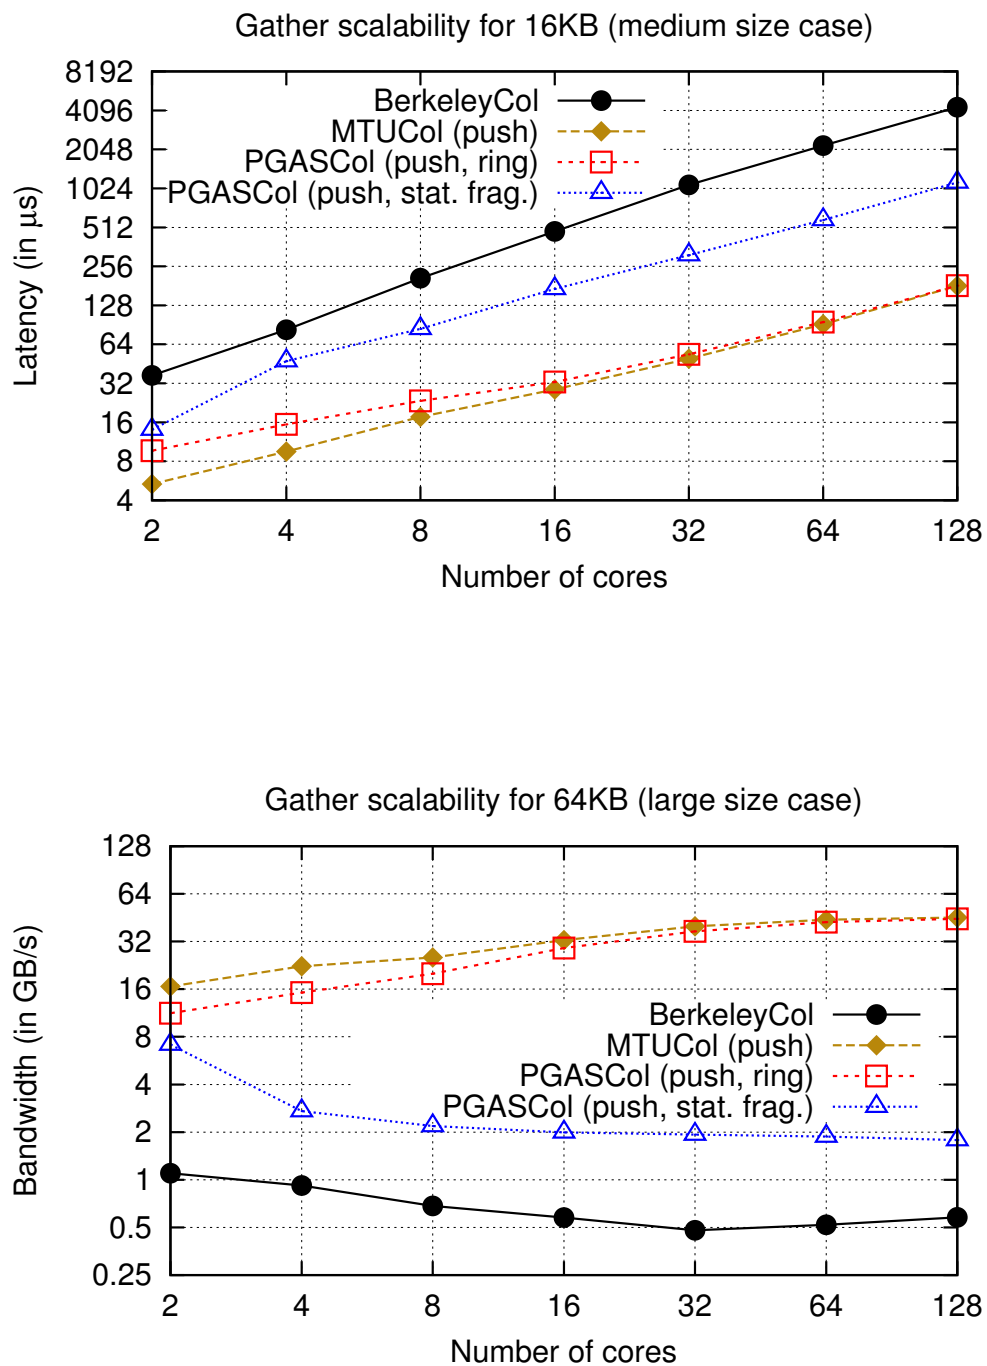 Gather scalability for 16KB (medium size case)
8192
4096
2048
1024
512
256
128
64
32
16
8
4
Latency (in μs)
BerkeleyCol
MTUCol (push)
PGASCol (push, ring)
PGASCol (push, stat. frag.)
2 4 8 16 32 64 128
Number of cores
Gather scalability for 64KB (large size case)
128
64
32
16
8
4
2
1
0.5
0.25
Bandwidth (in GB/s)
BerkeleyCol
MTUCol (push)
PGASCol (push, ring)
PGASCol (push, stat. frag.)
2 4 8 16 32 64 128
Number of cores